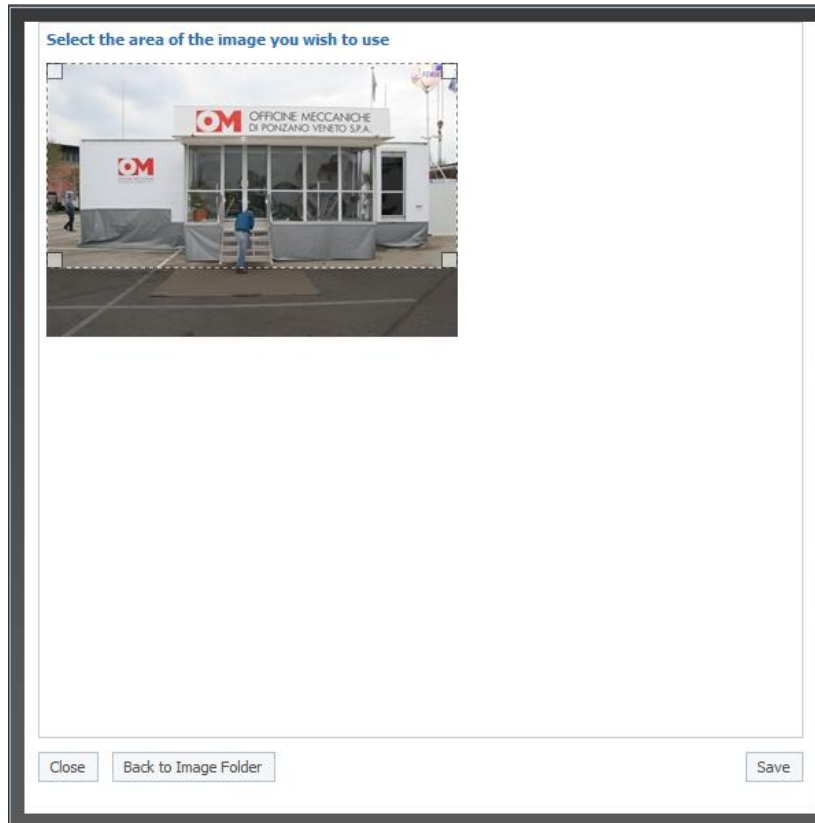 Select the area of the image you wish to use
OM OFFICINE MECCANICHE
DI PONZANO VENETO S.P.A.
OM
Close
Back to Image Folder
Save